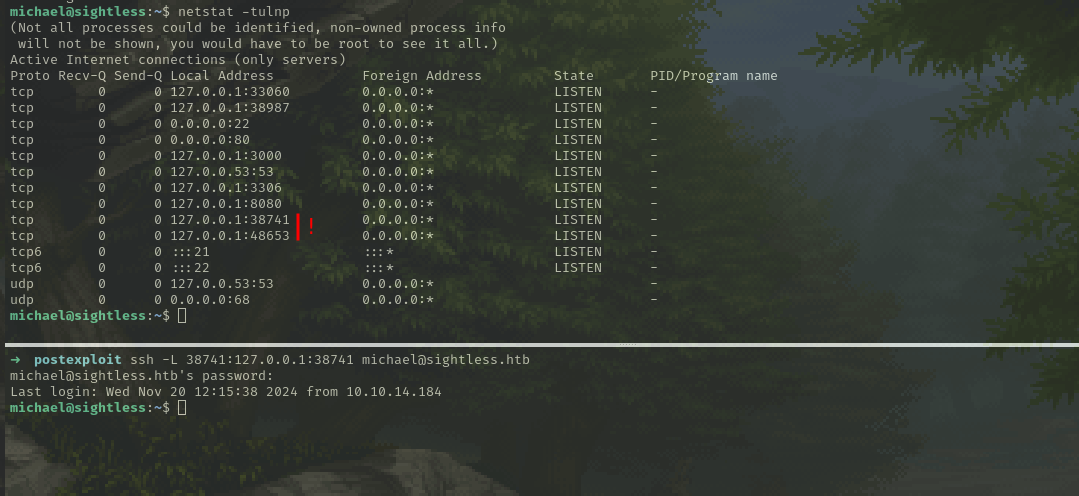 michael@sightless:~$ netstat -tulnp
(Not all processes could be identified, non-owned process info
 will not be shown, you would have to be root to see it all.)
Active Internet connections (only servers)
Proto Recv-Q Send-Q Local Address           Foreign Address         State       PID/Program name
tcp        0      0 127.0.0.1:33060         0.0.0.0:*               LISTEN      -
tcp        0      0 127.0.0.1:38987         0.0.0.0:*               LISTEN      -
tcp        0      0 0.0.0.0:22              0.0.0.0:*               LISTEN      -
tcp        0      0 0.0.0.0:80              0.0.0.0:*               LISTEN      -
tcp        0      0 127.0.0.1:3000          0.0.0.0:*               LISTEN      -
tcp        0      0 127.0.0.53:53           0.0.0.0:*               LISTEN      -
tcp        0      0 127.0.0.1:3306          0.0.0.0:*               LISTEN      -
tcp        0      0 127.0.0.1:8080          0.0.0.0:*               LISTEN      -
tcp        0      0 127.0.0.1:38741         0.0.0.0:*               LISTEN      -
!
tcp        0      0 127.0.0.1:48653         0.0.0.0:*               LISTEN      -
tcp6       0      0 :::21                   :::*                    LISTEN      -
tcp6       0      0 :::22                   :::*                    LISTEN      -
udp        0      0 127.0.0.53:53           0.0.0.0:*                           -
udp        0      0 0.0.0.0:68              0.0.0.0:*                           -
michael@sightless:~$
→  postexploit ssh -L 38741:127.0.0.1:38741 michael@sightless.htb
michael@sightless.htb's password:
Last login: Wed Nov 20 12:15:38 2024 from 10.10.14.184
michael@sightless:~$